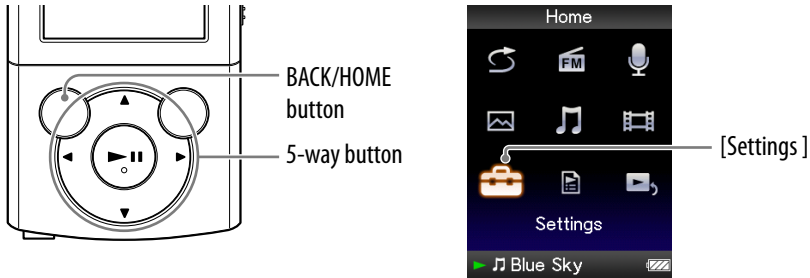 BACK/HOME
button
5-way button
Home
FM
[Settings ]
Settings
Blue Sky